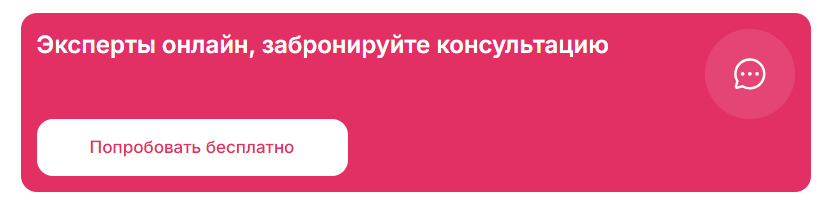 Эксперты онлайн, забронируйте консультацию
Попробовать бесплатно